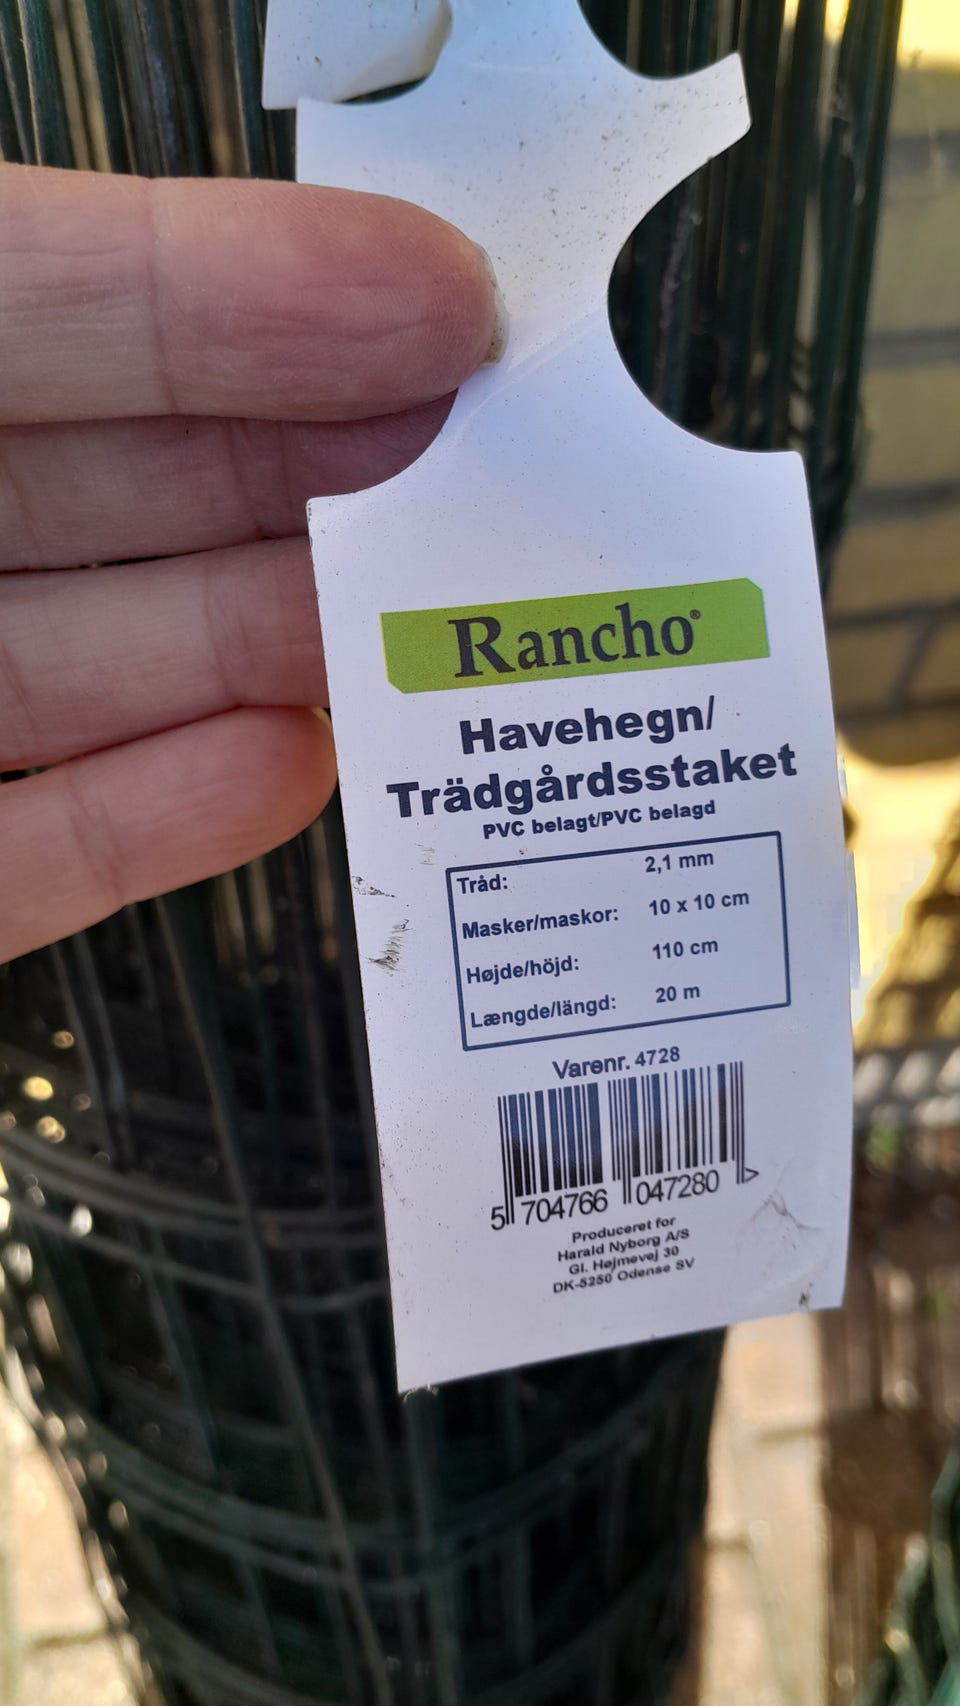 Rancho®
Havehegn/
Trädgårdsstaket
PVC belagt/PVC belagd
Tråd: 2,1 mm
Masker/maskor: 10 x 10 cm
Højde/höjd: 110 cm
Længde/längd: 20 m
Varenr. 4728
5 704766 047280 >
Produceret for
Harald Nyborg A/S
Gl. Højmevej 30
DK-5250 Odense SV